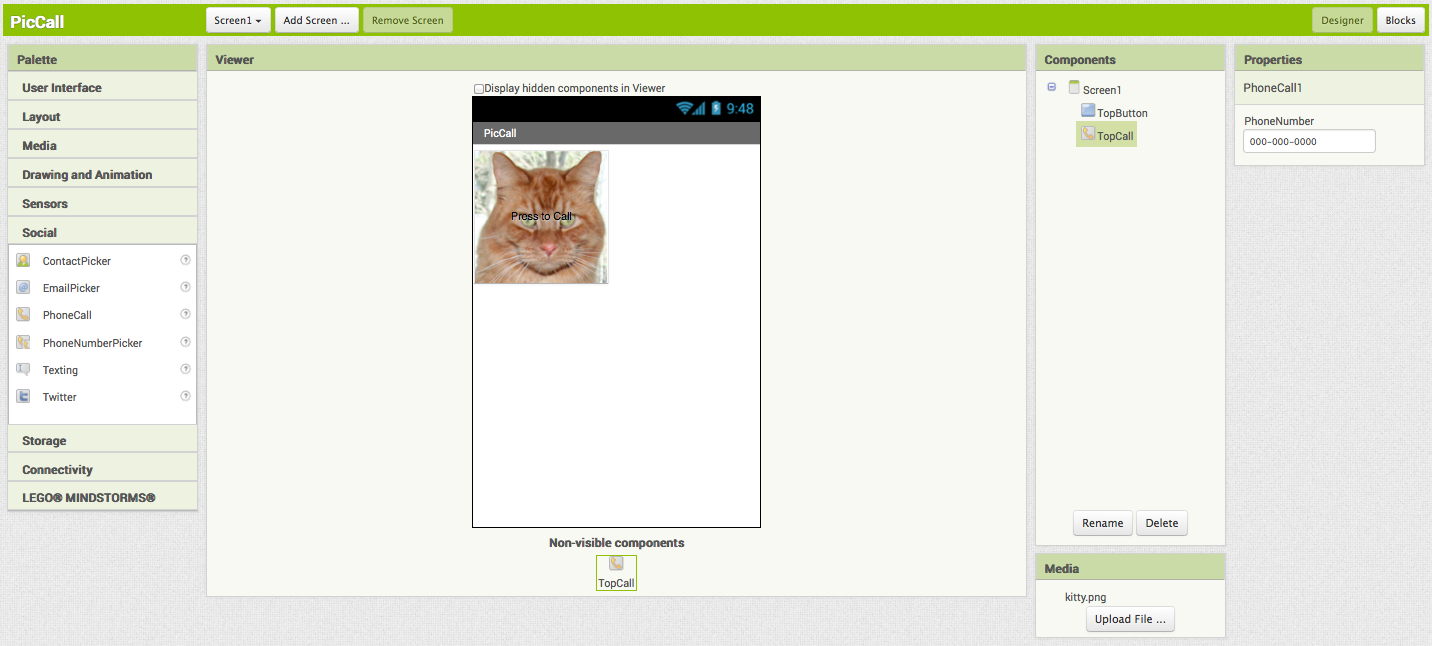 PicCall
Screen1
Add Screen ...
Remove Screen
Designer
Blocks
Palette
User Interface
Layout
Media
Drawing and Animation
Sensors
Social
ContactPicker
EmailPicker
PhoneCall
PhoneNumberPicker
Texting
Twitter
Storage
Connectivity
LEGO® MINDSTORMS®
Viewer
Display hidden components in Viewer
9:48
PicCall
Press to Call
Non-visible components
TopCall
Components
Screen1
TopButton
TopCall
Rename
Delete
Media
kitty.png
Upload File ...
Properties
PhoneCall1
PhoneNumber
000-000-0000